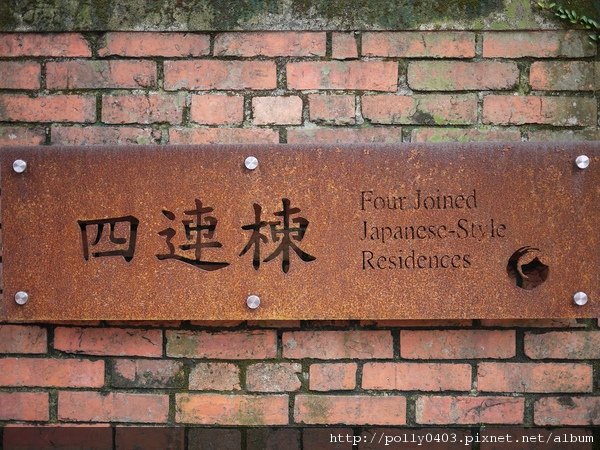 四連棟
Four Joined
Japanese-Style
Residences
http://polly0403.pixnet.net/album